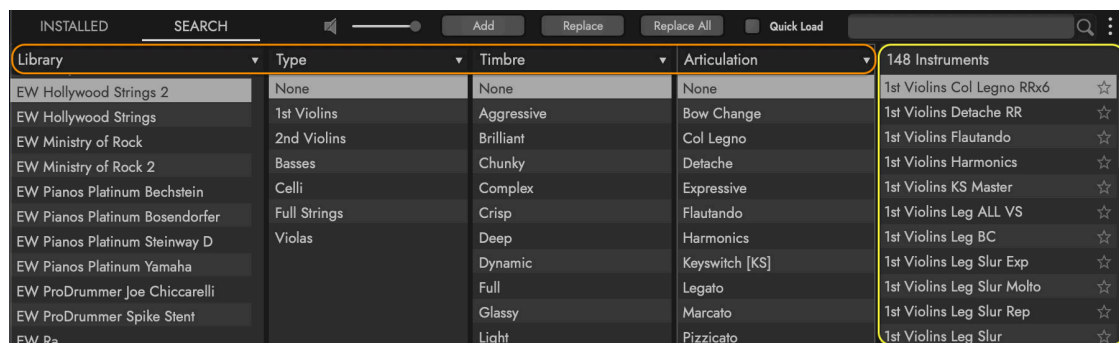 INSTALLED SEARCH Add Replace Replace All Quick Load
Library Type Timbre Articulation 148 Instruments
EW Hollywood Strings 2 None None None 1st Violins Col Legno RRx6
EW Hollywood Strings 1st Violins Aggressive Bow Change 1st Violins Detache RR
EW Ministry of Rock 2nd Violins Brilliant Col Legno 1st Violins Flautando
EW Ministry of Rock 2 Basses Chunky Detache 1st Violins Harmonics
EW Pianos Platinum Bechstein Celli Complex Expressive 1st Violins KS Master
EW Pianos Platinum Bosendorfer Full Strings Crisp Flautando 1st Violins Leg ALL VS
EW Pianos Platinum Steinway D Violas Deep Harmonics 1st Violins Leg BC
EW Pianos Platinum Yamaha Dynamic Keyswitch [KS] 1st Violins Leg Slur Exp
EW ProDrummer Joe Chiccarelli Full Legato 1st Violins Leg Slur Molto
EW ProDrummer Spike Stent Glassy Marcato 1st Violins Leg Slur Rep
EW Ra Light Pizzicato 1st Violins Leg Slur